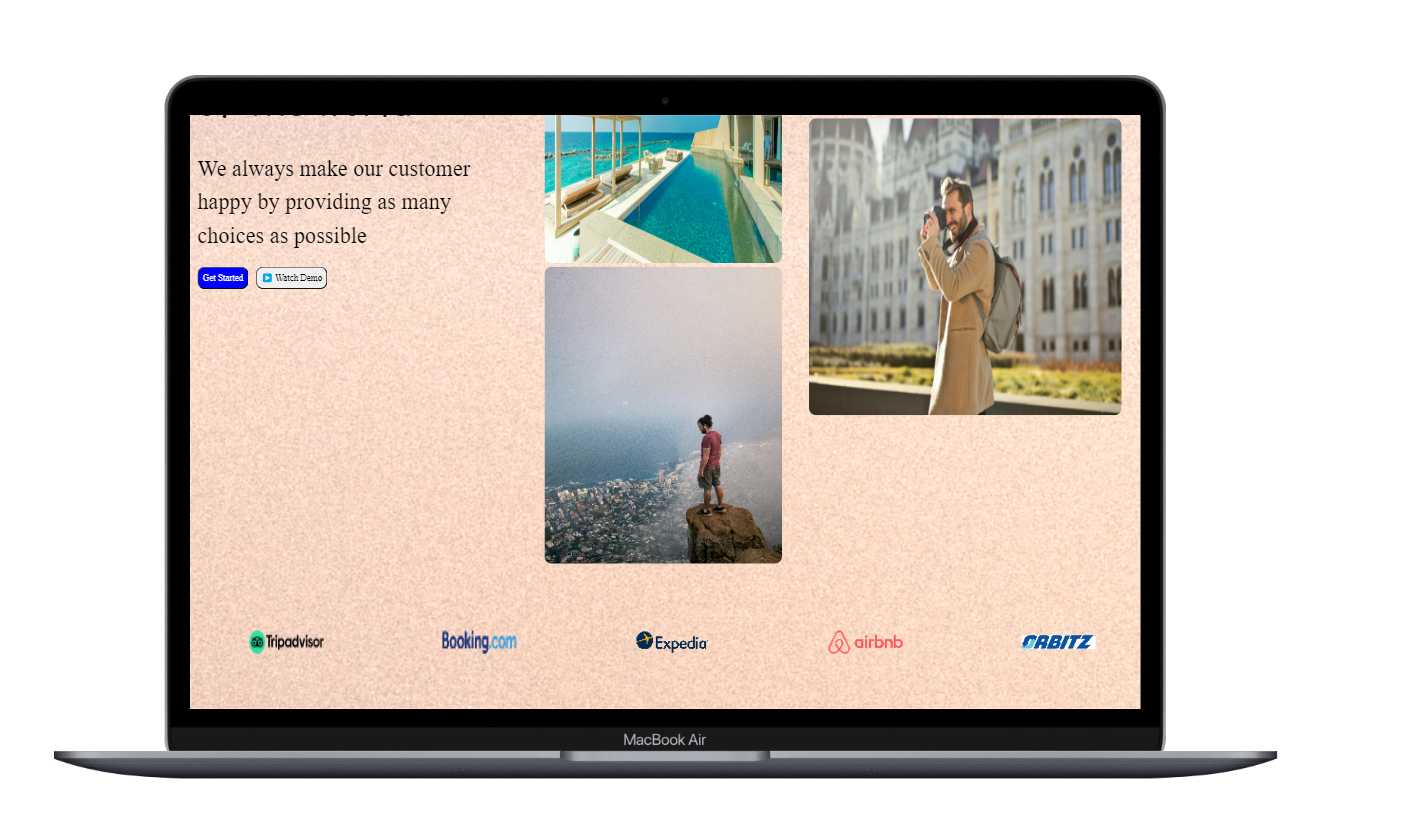 We always make our customer
happy by providing as many
choices as possible
Get Started
Watch Demo
Tripadvisor
Booking.com
Expedia
airbnb
ORBITZ
MacBook Air